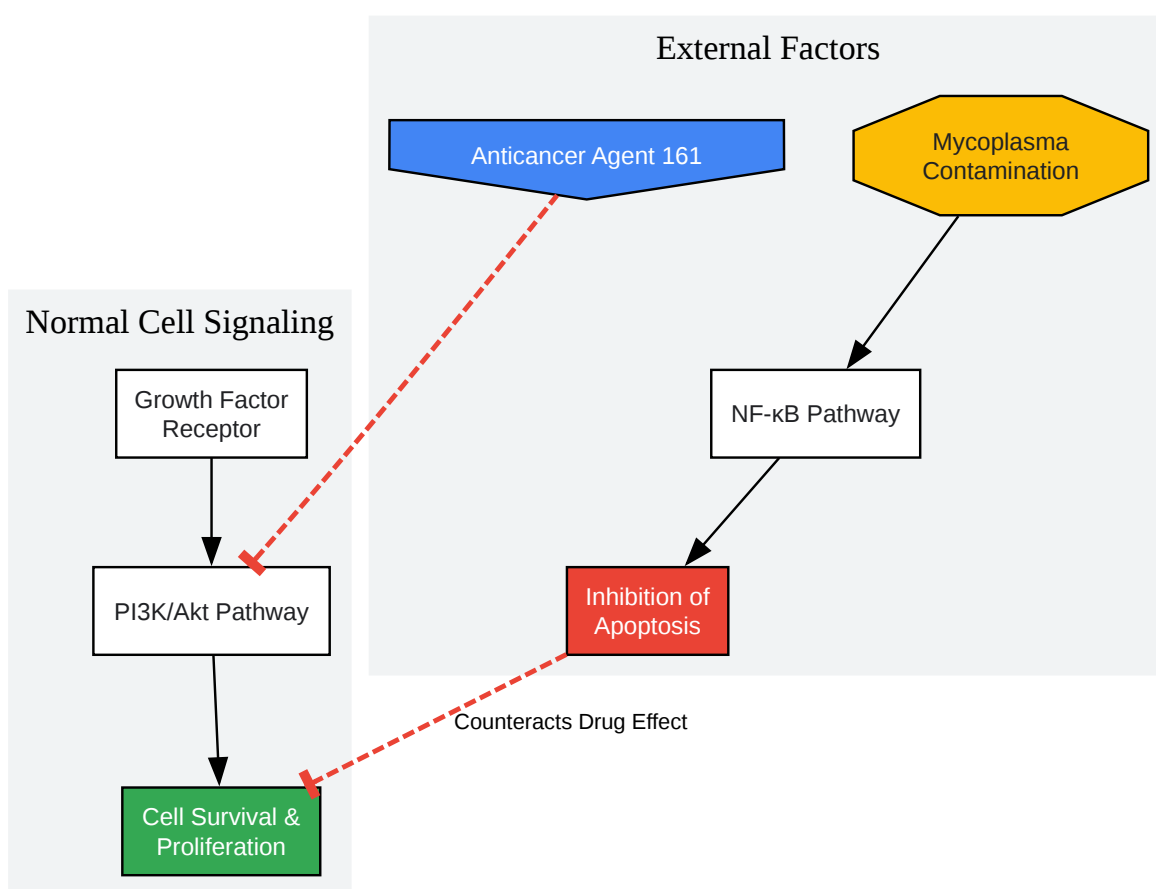 External Factors
Anticancer Agent 161
Mycoplasma
Contamination
Normal Cell Signaling
Growth Factor
Receptor
NF-κB Pathway
PI3K/Akt Pathway
Inhibition of
Apoptosis
Counteracts Drug Effect
Cell Survival &
Proliferation